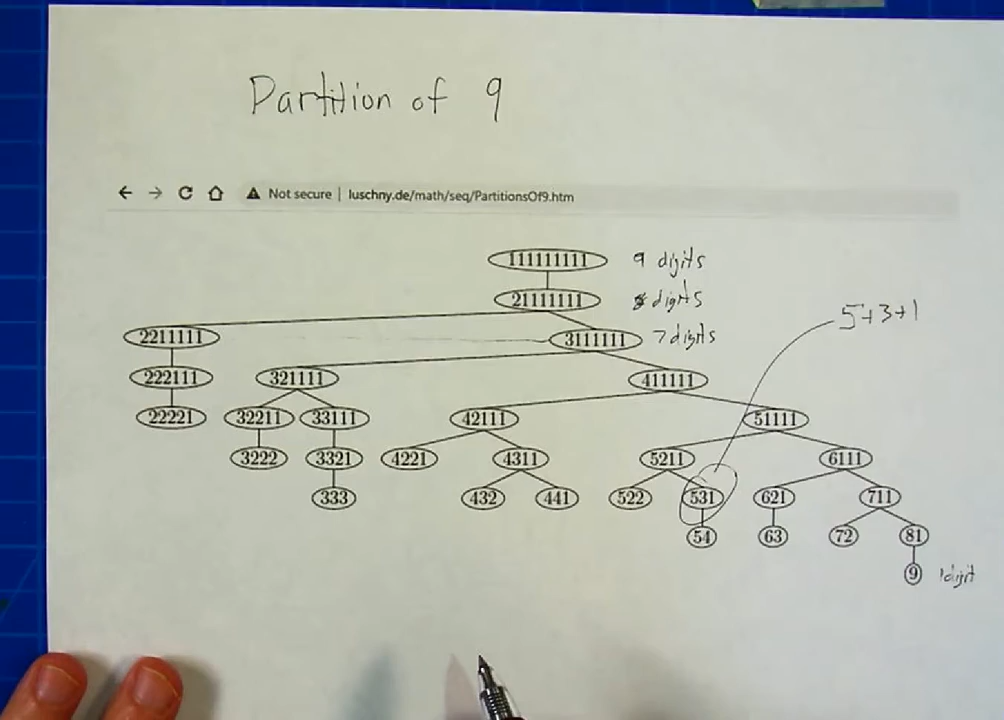 Partition of 9
Not secure | luschny.de/math/seq/PartitionsOf9.htm
111111111 9 digits
21111111 8 digits
5+3+1
2211111 3111111 7 digits
222111 321111 411111
22221 32211 33111 42111 51111
3222 3321 4221 4311 5211 6111
333 432 441 522 531 621 711
54 63 72 81
9 1digit